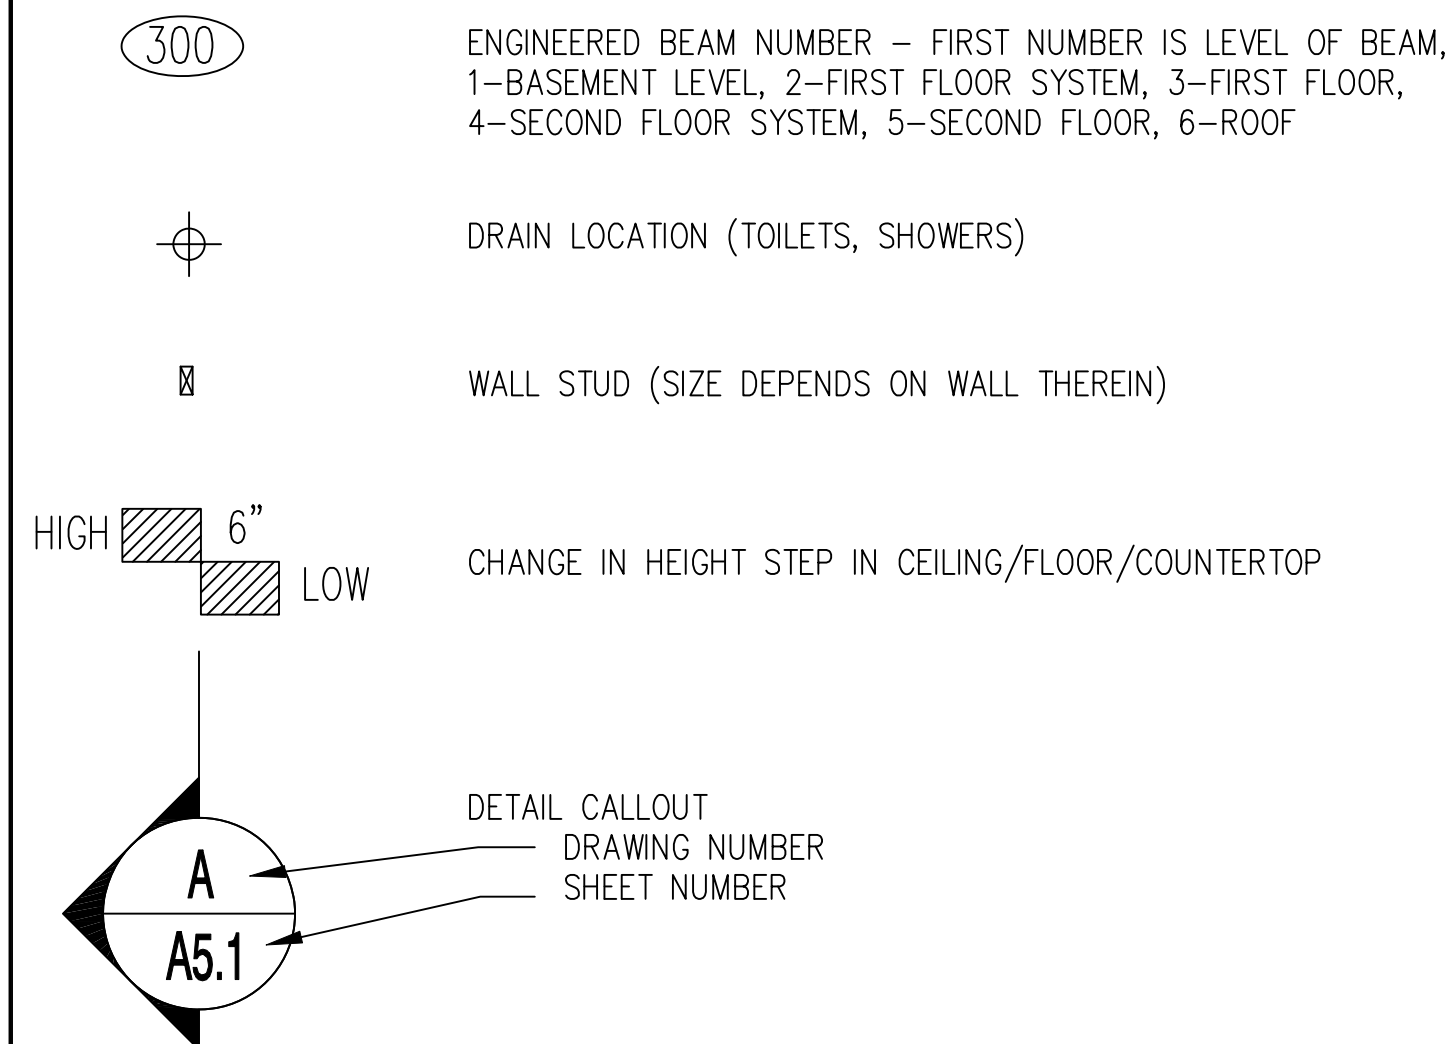 300
ENGINEERED BEAM NUMBER – FIRST NUMBER IS LEVEL OF BEAM,
1–BASEMENT LEVEL, 2–FIRST FLOOR SYSTEM, 3–FIRST FLOOR,
4–SECOND FLOOR SYSTEM, 5–SECOND FLOOR, 6–ROOF
DRAIN LOCATION (TOILETS, SHOWERS)
WALL STUD (SIZE DEPENDS ON WALL THEREIN)
HIGH 6"
LOW
CHANGE IN HEIGHT STEP IN CEILING/FLOOR/COUNTERTOP
DETAIL CALLOUT
DRAWING NUMBER
SHEET NUMBER
A
A5.1